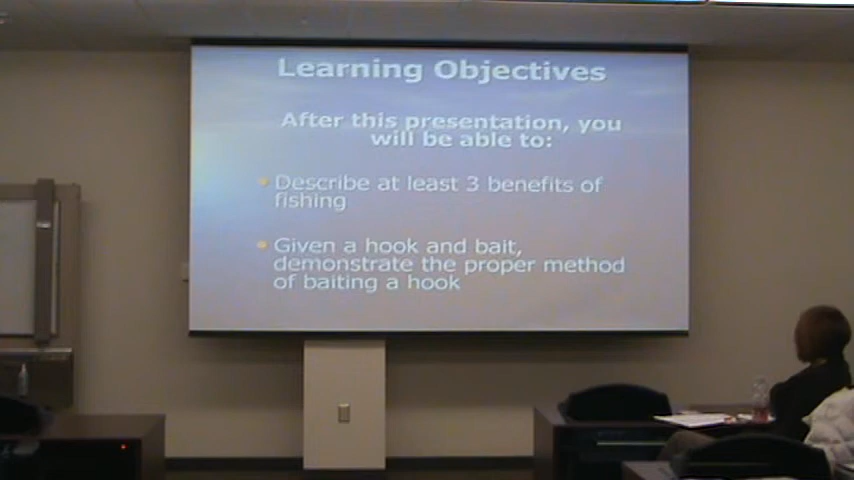 Learning Objectives
After this presentation, you
will be able to:
Describe at least 3 benefits of
fishing
Given a hook and bait,
demonstrate the proper method
of baiting a hook